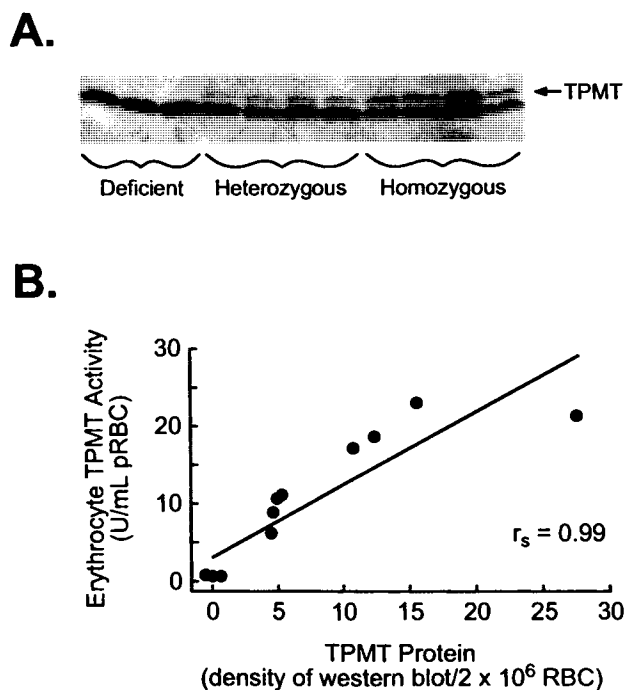 A.
TPMT
Deficient Heterozygous Homozygous
B.
Erythrocyte TPMT Activity
(U/mL pRBC)
30
20
10
0
r_s = 0.99
0 5 10 15 20 25 30
TPMT Protein
(density of western blot/2 x 10⁶ RBC)